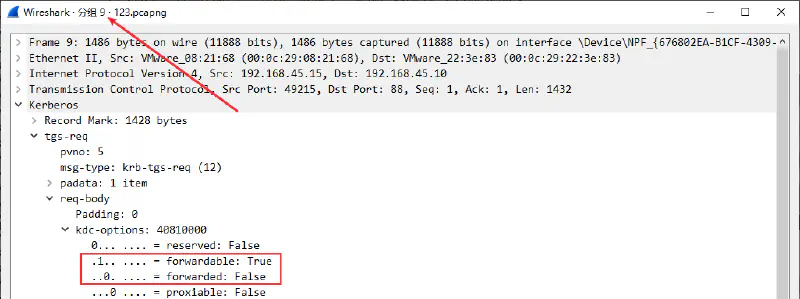 Wireshark · 分组 9 · 123.pcapng
Frame 9: 1486 bytes on wire (11888 bits), 1486 bytes captured (11888 bits) on interface \Device\NPF_{676802EA-B1CF-4309-
Ethernet II, Src: VMware_08:21:68 (00:0c:29:08:21:68), Dst: VMware_22:3e:83 (00:0c:29:22:3e:83)
Internet Protocol Version 4, Src: 192.168.45.15, Dst: 192.168.45.10
Transmission Control Protocol, Src Port: 49215, Dst Port: 88, Seq: 1, Ack: 1, Len: 1432
Kerberos
Record Mark: 1428 bytes
tgs-req
pvno: 5
msg-type: krb-tgs-req (12)
padata: 1 item
req-body
Padding: 0
kdc-options: 40810000
0... .... = reserved: False
.1.. .... = forwardable: True
..0. .... = forwarded: False
...0 .... = proxiable: False